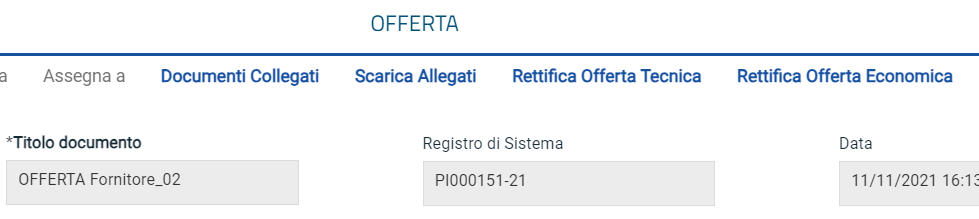 OFFERTA
a Assegna a Documenti Collegati Scarica Allegati Rettifica Offerta Tecnica Rettifica Offerta Economica
*Titolo documento Registro di Sistema Data
OFFERTA Fornitore_02 PI000151-21 11/11/2021 16:13